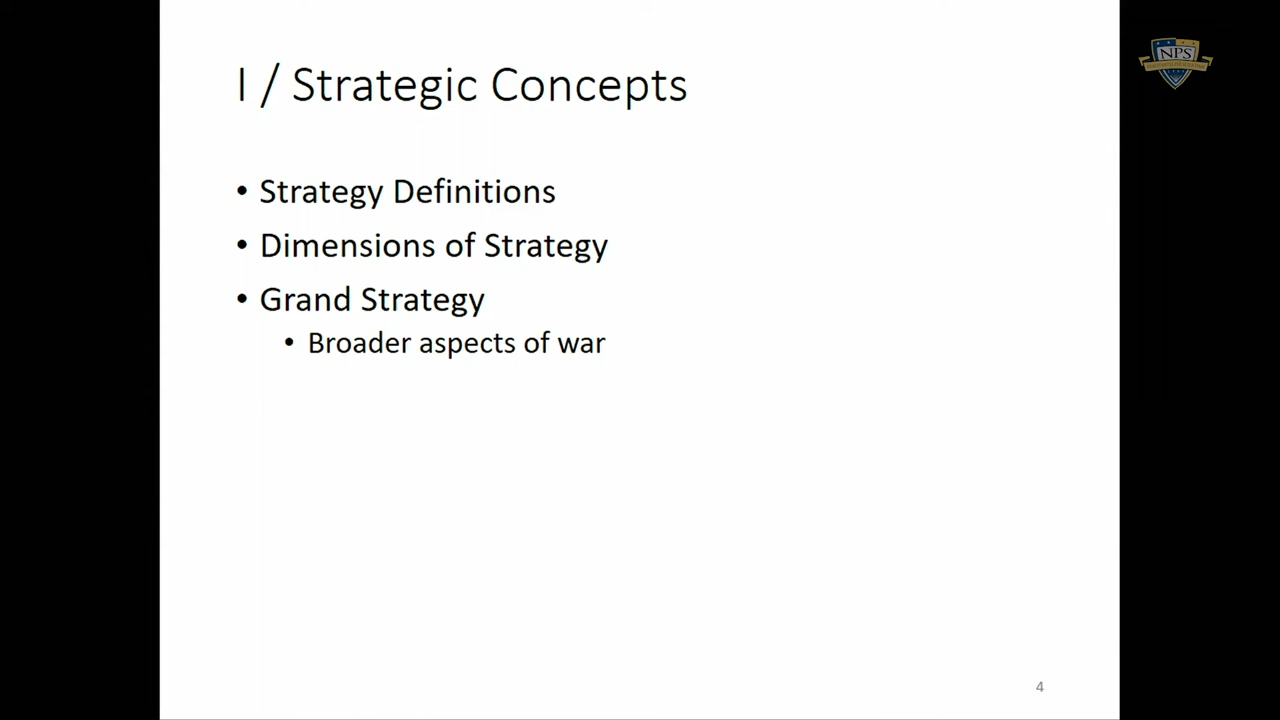 I / Strategic Concepts
NPS
• Strategy Definitions
• Dimensions of Strategy
• Grand Strategy
• Broader aspects of war
4